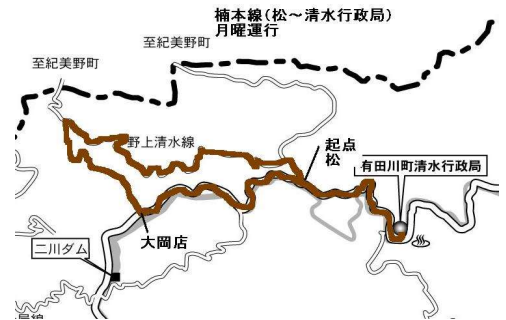 楠本線(松～清水行政局)
月曜運行
至紀美野町
至紀美野町
野上清水線
起点
松
有田川町清水行政局
大岡店
二川ダム